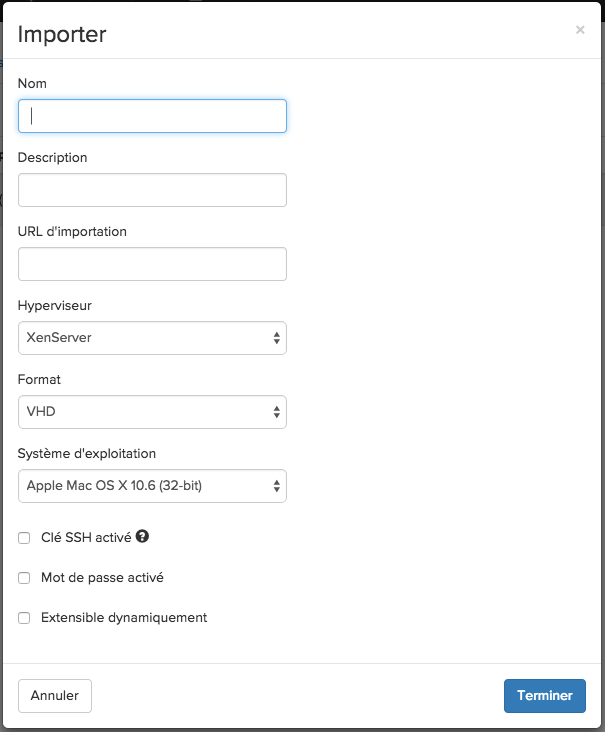 Importer
×
Nom
Description
URL d'importation
Hyperviseur
XenServer
Format
VHD
Système d'exploitation
Apple Mac OS X 10.6 (32-bit)
Clé SSH activé ?
Mot de passe activé
Extensible dynamiquement
Annuler
Terminer